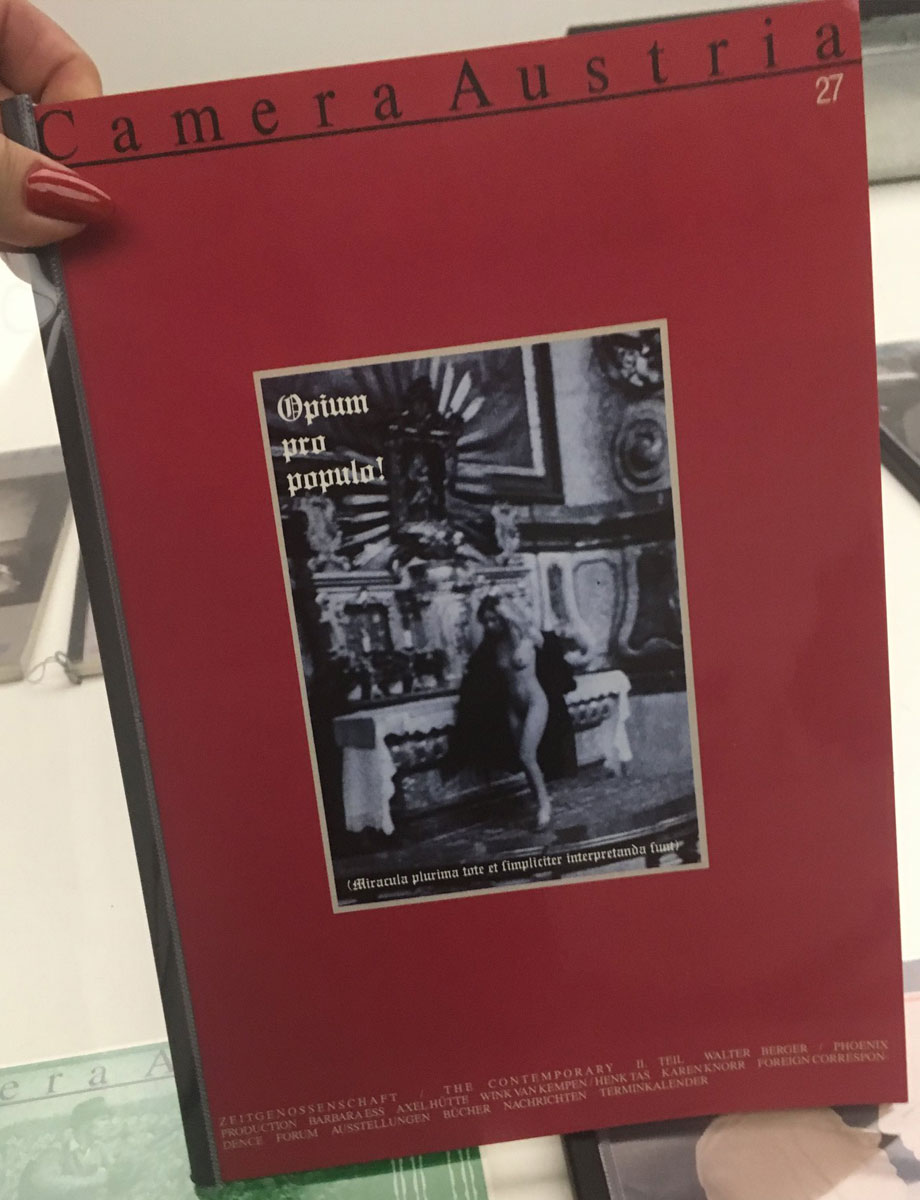 Camera Austria
27
Opium
pro
populo!
(Miracula plurima tote et ſimpliciter interpretanda ſunt)
ZEITGENOSSENSCHAFT THE CONTEMPORARY II. TEIL WALTER BERGER / PHOENIX
PRODUCTION BARBARA ESS AXEL HÜTTE WINK VAN KEMPEN / HENK TAS KAREN KNORR FOREIGN CORRESPON-
DENCE FORUM AUSSTELLUNGEN BÜCHER NACHRICHTEN TERMINKALENDER
era A